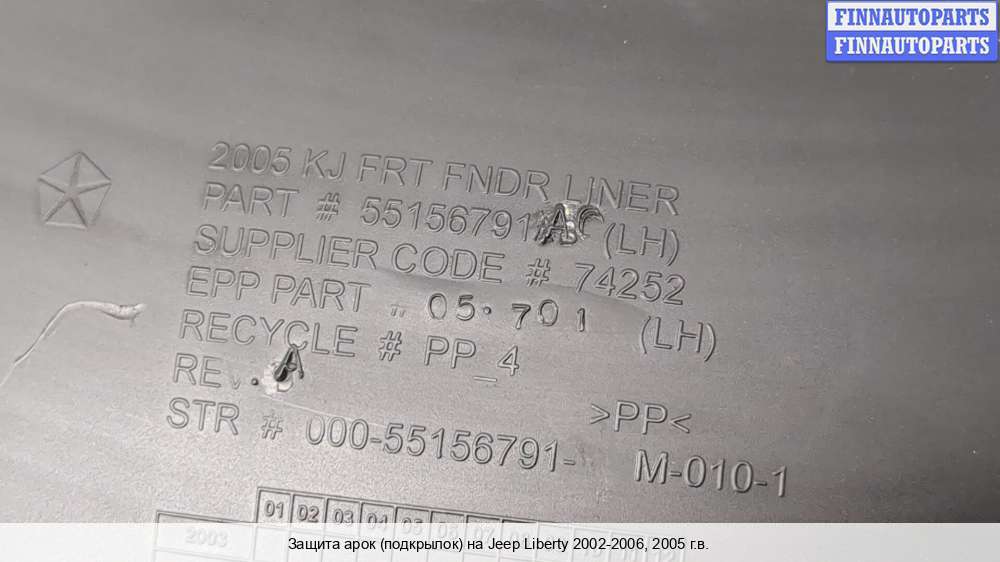 FINNAUTOPARTS
FINNAUTOPARTS
2005 KJ FRT FNDR LINER
PART # 55156791 (LH)
SUPPLIER CODE # 74252
EPP PART 05·701 (LH)
RECYCLE # PP_4
REV. A
>PP<
STR # 000-55156791- M-010-1
01 02 03 04 05 06 07
2003
Защита арок (подкрылок) на Jeep Liberty 2002-2006, 2005 г.в.